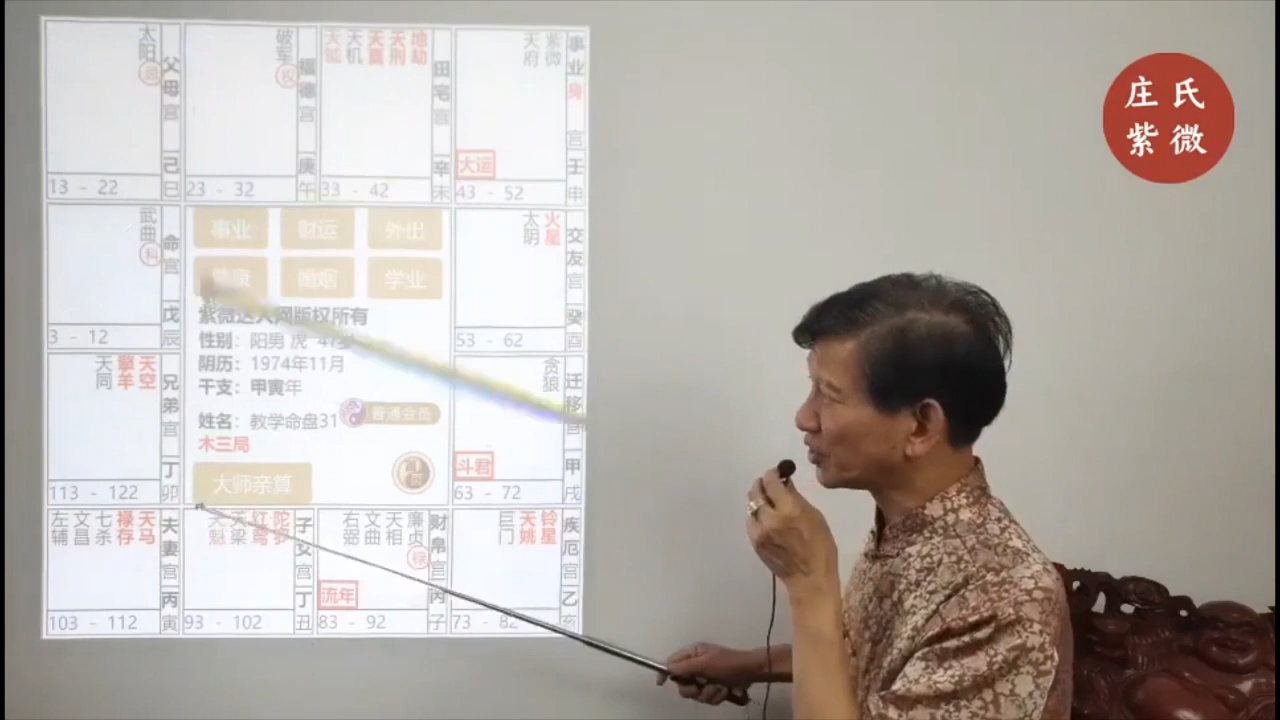 太阳 忌
父母宫
己巳
13 - 22
破军 权
福德宫
庚午
23 - 32
天钺 天机 天喜 天刑 地劫
田宅宫
辛未
33 - 42
天府 紫微
事业 身 宫
大运
壬申
43 - 52
武曲 科
命宫
戊辰
3 - 12
事业 财运 外出
健康 婚姻 学业
紫微达人网版权所有
性别: 阳男 虎 47岁
阴历: 1974年11月
干支: 甲寅年
姓名: 教学命盘31 普通会员
木三局
大师亲算
太阴 火星
交友宫
癸酉
53 - 62
天同 擎羊 天空
兄弟宫
丁卯
113 - 122
贪狼
迁移宫
斗君
甲戌
63 - 72
左辅 文昌 七杀 禄存 天马
夫妻宫
丙寅
103 - 112
天魁 天梁 红鸾 陀罗
子女宫
丁丑
93 - 102
右弼 文曲 天相 廉贞 禄
财帛宫
流年
丙子
83 - 92
巨门 天姚 铃星
疾厄宫
乙亥
73 - 82
庄氏
紫微